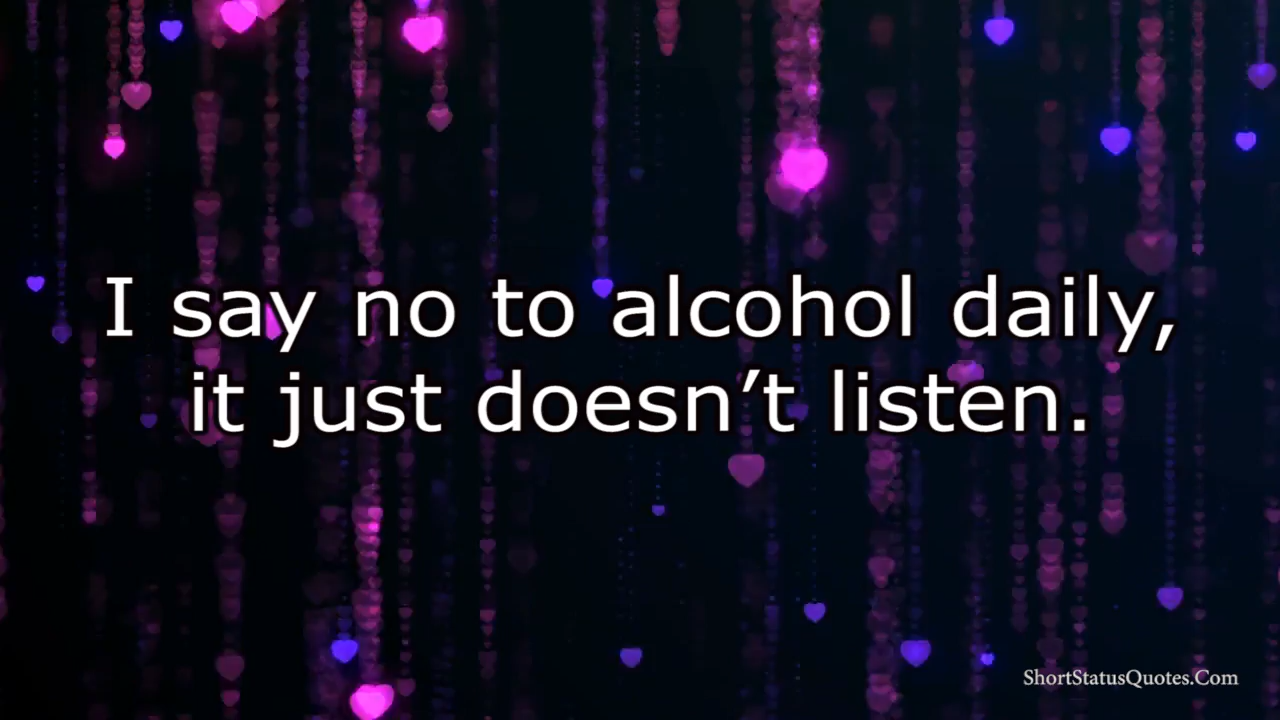 I say no to alcohol daily,
it just doesn’t listen.
ShortStatusQuotes.Com